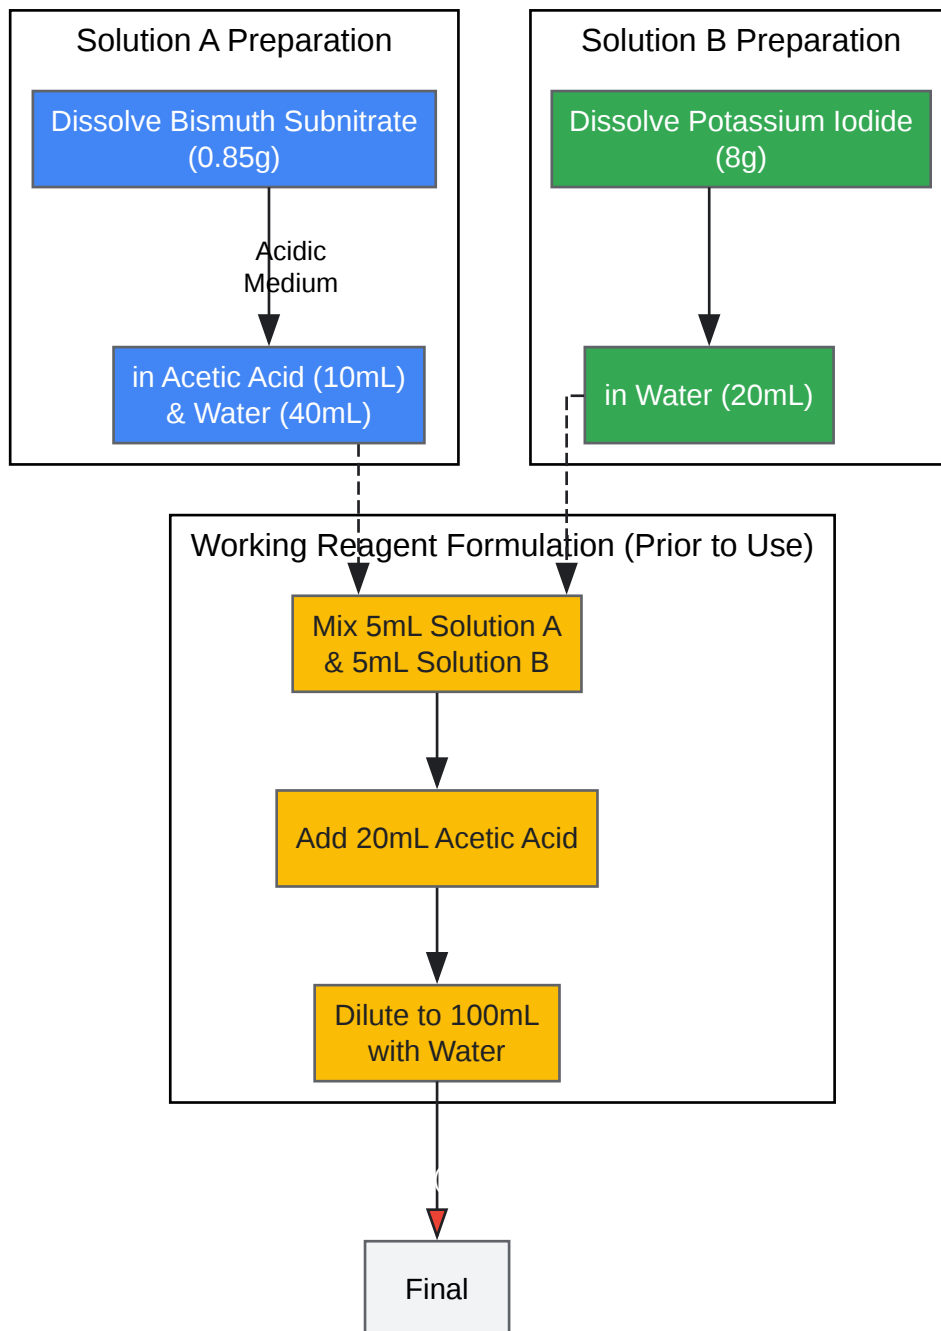 Solution A Preparation
Dissolve Bismuth Subnitrate
(0.85g)
Acidic
Medium
in Acetic Acid (10mL)
& Water (40mL)
Solution B Preparation
Dissolve Potassium Iodide
(8g)
in Water (20mL)
Working Reagent Formulation (Prior to Use)
Mix 5mL Solution A
& 5mL Solution B
Add 20mL Acetic Acid
Dilute to 100mL
with Water
Final